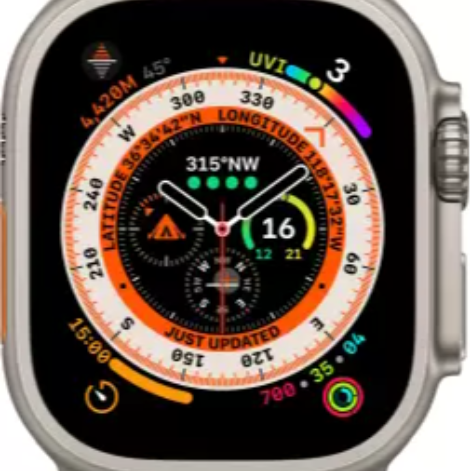 4,420M 45°
UVI 3
300 330
W
30
60
E
120
150
S
210
240
LATITUDE 36°34'42"N LONGITUDE 118°17'32"W
315°NW
16
12 21
N
E
S
W
JUST UPDATED
15:00
700 • 35 • 04